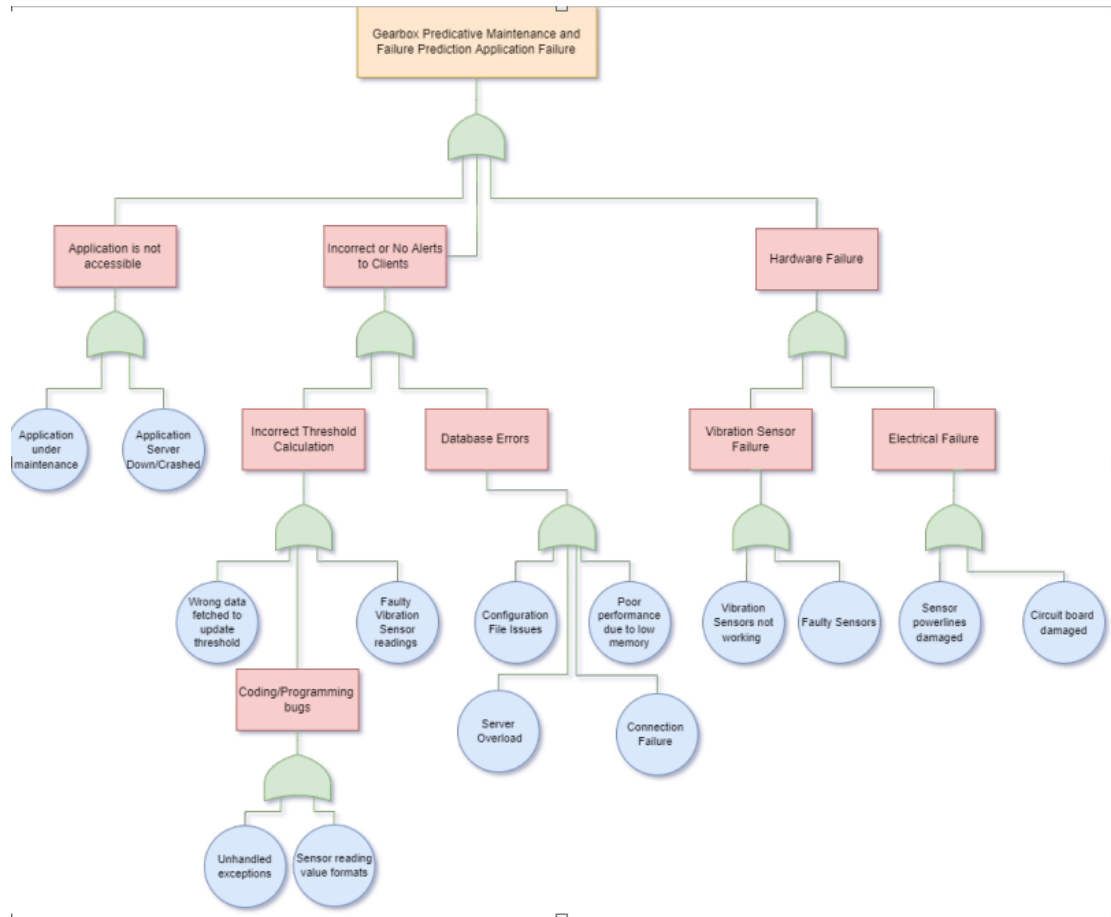 Gearbox Predicative Maintenance and
Failure Prediction Application Failure
Application is not
accessible
Incorrect or No Alerts
to Clients
Hardware Failure
Application
under
maintenance
Application
Server
Down/Crashed
Incorrect Threshold
Calculation
Database Errors
Vibration Sensor
Failure
Electrical Failure
Wrong data
fetched to
update
threshold
Faulty
Vibration
Sensor
readings
Configuration
File Issues
Poor
performance
due to low
memory
Vibration
Sensors not
working
Faulty Sensors
Sensor
powerlines
damaged
Circuit board
damaged
Coding/Programming
bugs
Server
Overload
Connection
Failure
Unhandled
exceptions
Sensor reading
value formats